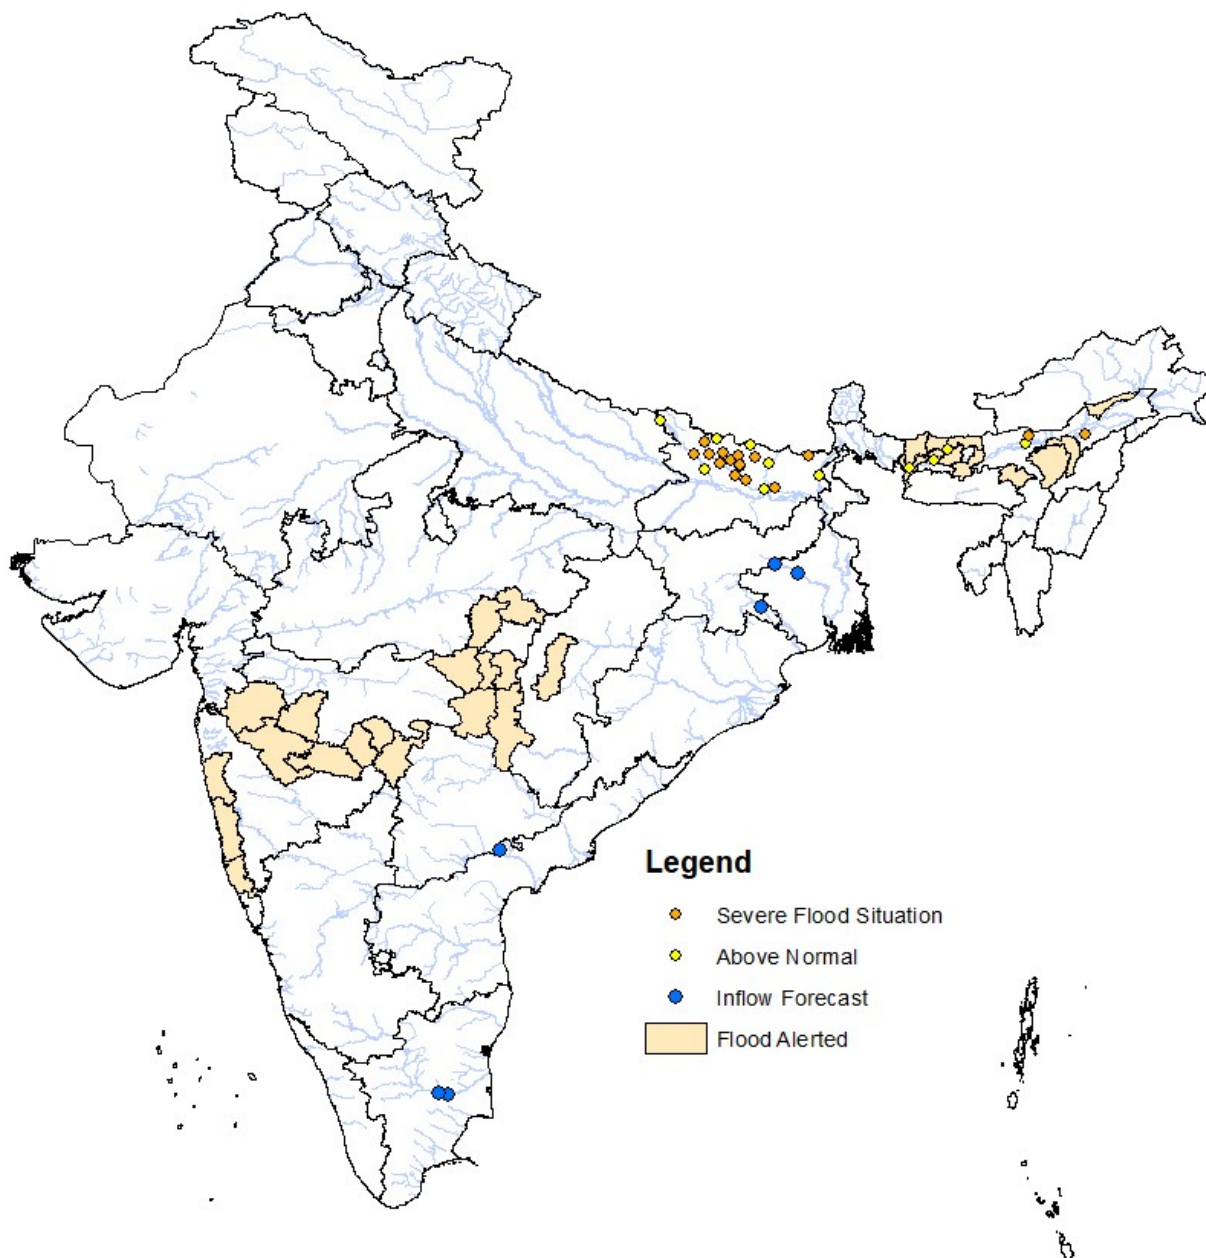 Legend
Severe Flood Situation
Above Normal
Inflow Forecast
Flood Alerted